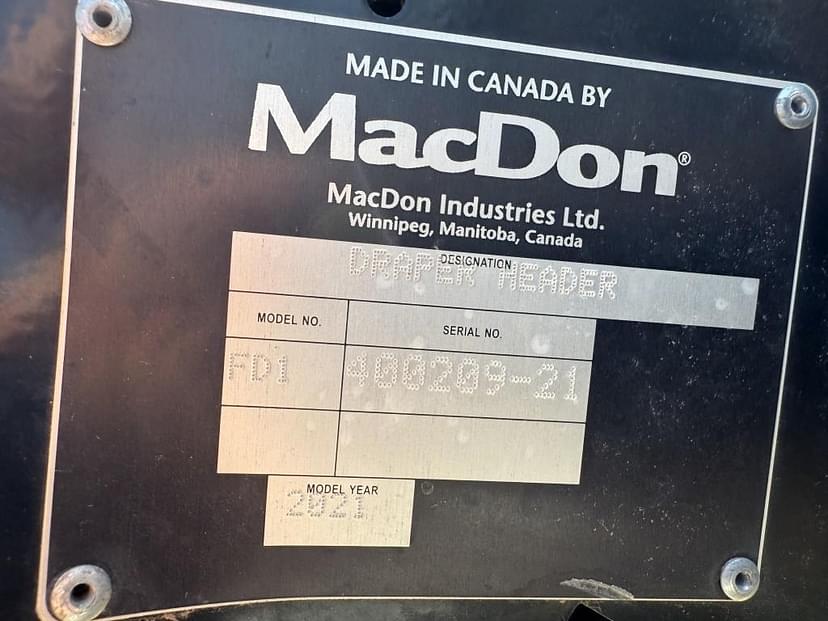 MADE IN CANADA BY
MacDon®
MacDon Industries Ltd.
Winnipeg, Manitoba, Canada
DESIGNATION
DRAPER HEADER
MODEL NO. SERIAL NO.
FD1 400209-21
MODEL YEAR
2021